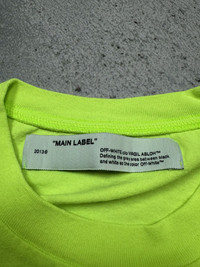 "MAIN LABEL"
2013®
OFF-WHITE c/o VIRGIL ABLOH™
Defining the grey area between black
and white as the color Off-White™